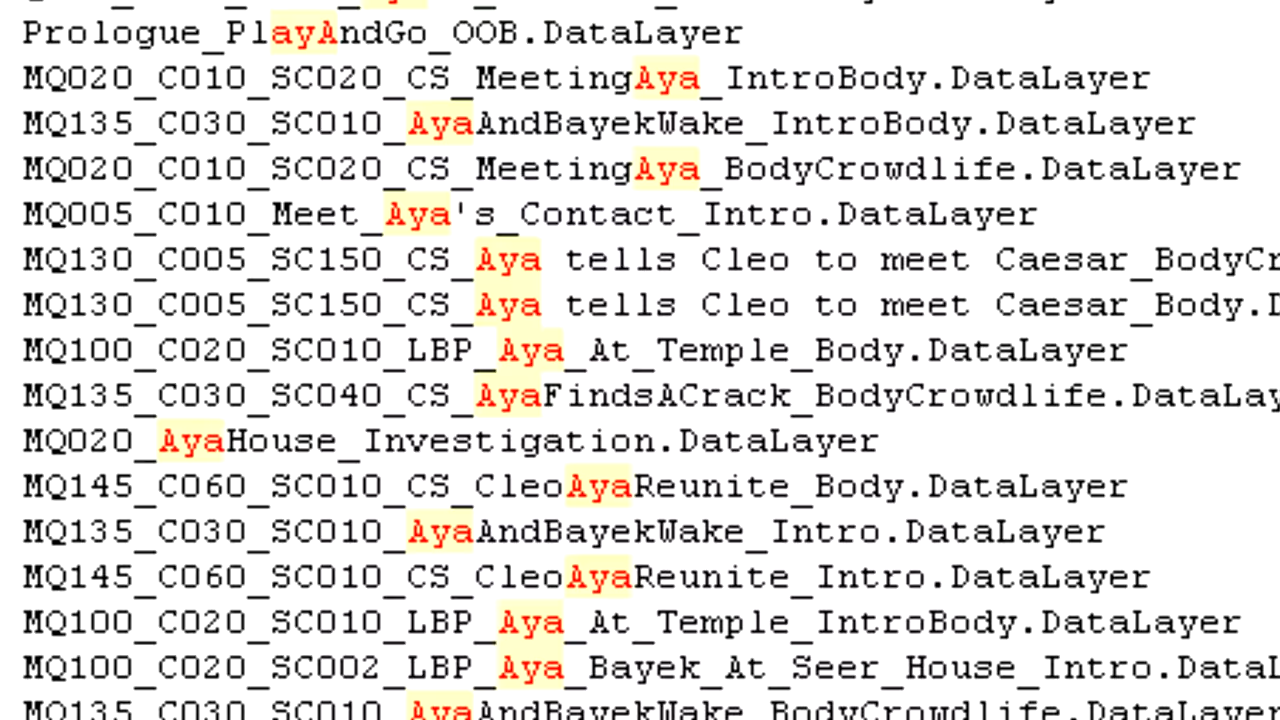 Prologue_PlayAndGo_OOB.DataLayer
MQ020_C010_SC020_CS_MeetingAya_IntroBody.DataLayer
MQ135_C030_SC010_AyaAndBayekWake_IntroBody.DataLayer
MQ020_C010_SC020_CS_MeetingAya_BodyCrowdlife.DataLayer
MQ005_C010_Meet_Aya's_Contact_Intro.DataLayer
MQ130_C005_SC150_CS_Aya tells Cleo to meet Caesar_BodyCr
MQ130_C005_SC150_CS_Aya tells Cleo to meet Caesar_Body.D
MQ100_C020_SC010_LBP_Aya_At_Temple_Body.DataLayer
MQ135_C030_SC040_CS_AyaFindsACrack_BodyCrowdlife.DataLay
MQ020_AyaHouse_Investigation.DataLayer
MQ145_C060_SC010_CS_CleoAyaReunite_Body.DataLayer
MQ135_C030_SC010_AyaAndBayekWake_Intro.DataLayer
MQ145_C060_SC010_CS_CleoAyaReunite_Intro.DataLayer
MQ100_C020_SC010_LBP_Aya_At_Temple_IntroBody.DataLayer
MQ100_C020_SC002_LBP_Aya_Bayek_At_Seer_House_Intro.DataL
MQ135_C030_SC010_AyaAndBayekWake_BodyCrowdlife.DataLayer